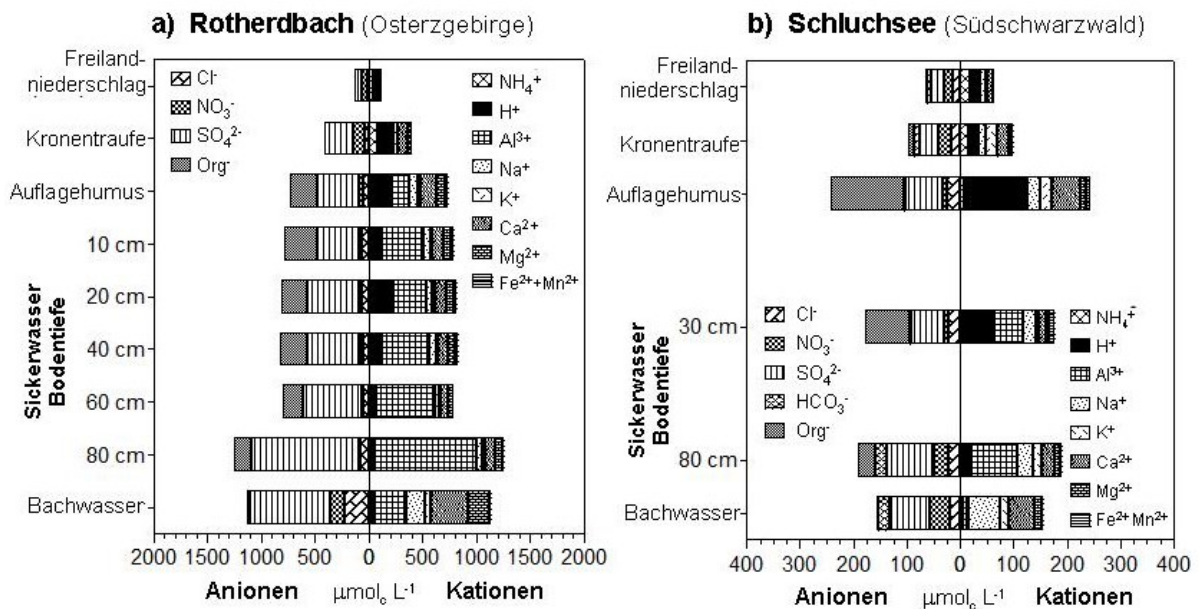 a) Rotherdbach (Osterzgebirge)
Freiland-
niederschlag
Kronentraufe
Auflagehumus
10 cm
20 cm
40 cm
60 cm
80 cm
Bachwasser
Sickerwasser
Bodentiefe
Cl⁻
NO₃⁻
SO₄²⁻
Org⁻
NH₄⁺
H⁺
Al³⁺
Na⁺
K⁺
Ca²⁺
Mg²⁺
Fe²⁺+Mn²⁺
2000 1500 1000 500 0 500 1000 1500 2000
Anionen µmol_c L⁻¹ Kationen
b) Schluchsee (Südschwarzwald)
Freiland-
niederschlag
Kronentraufe
Auflagehumus
30 cm
80 cm
Bachwasser
Sickerwasser
Bodentiefe
Cl⁻
NO₃⁻
SO₄²⁻
HCO₃⁻
Org⁻
NH₄⁺
H⁺
Al³⁺
Na⁺
K⁺
Ca²⁺
Mg²⁺
Fe²⁺Mn²⁺
400 300 200 100 0 100 200 300 400
Anionen µmol_c L⁻¹ Kationen